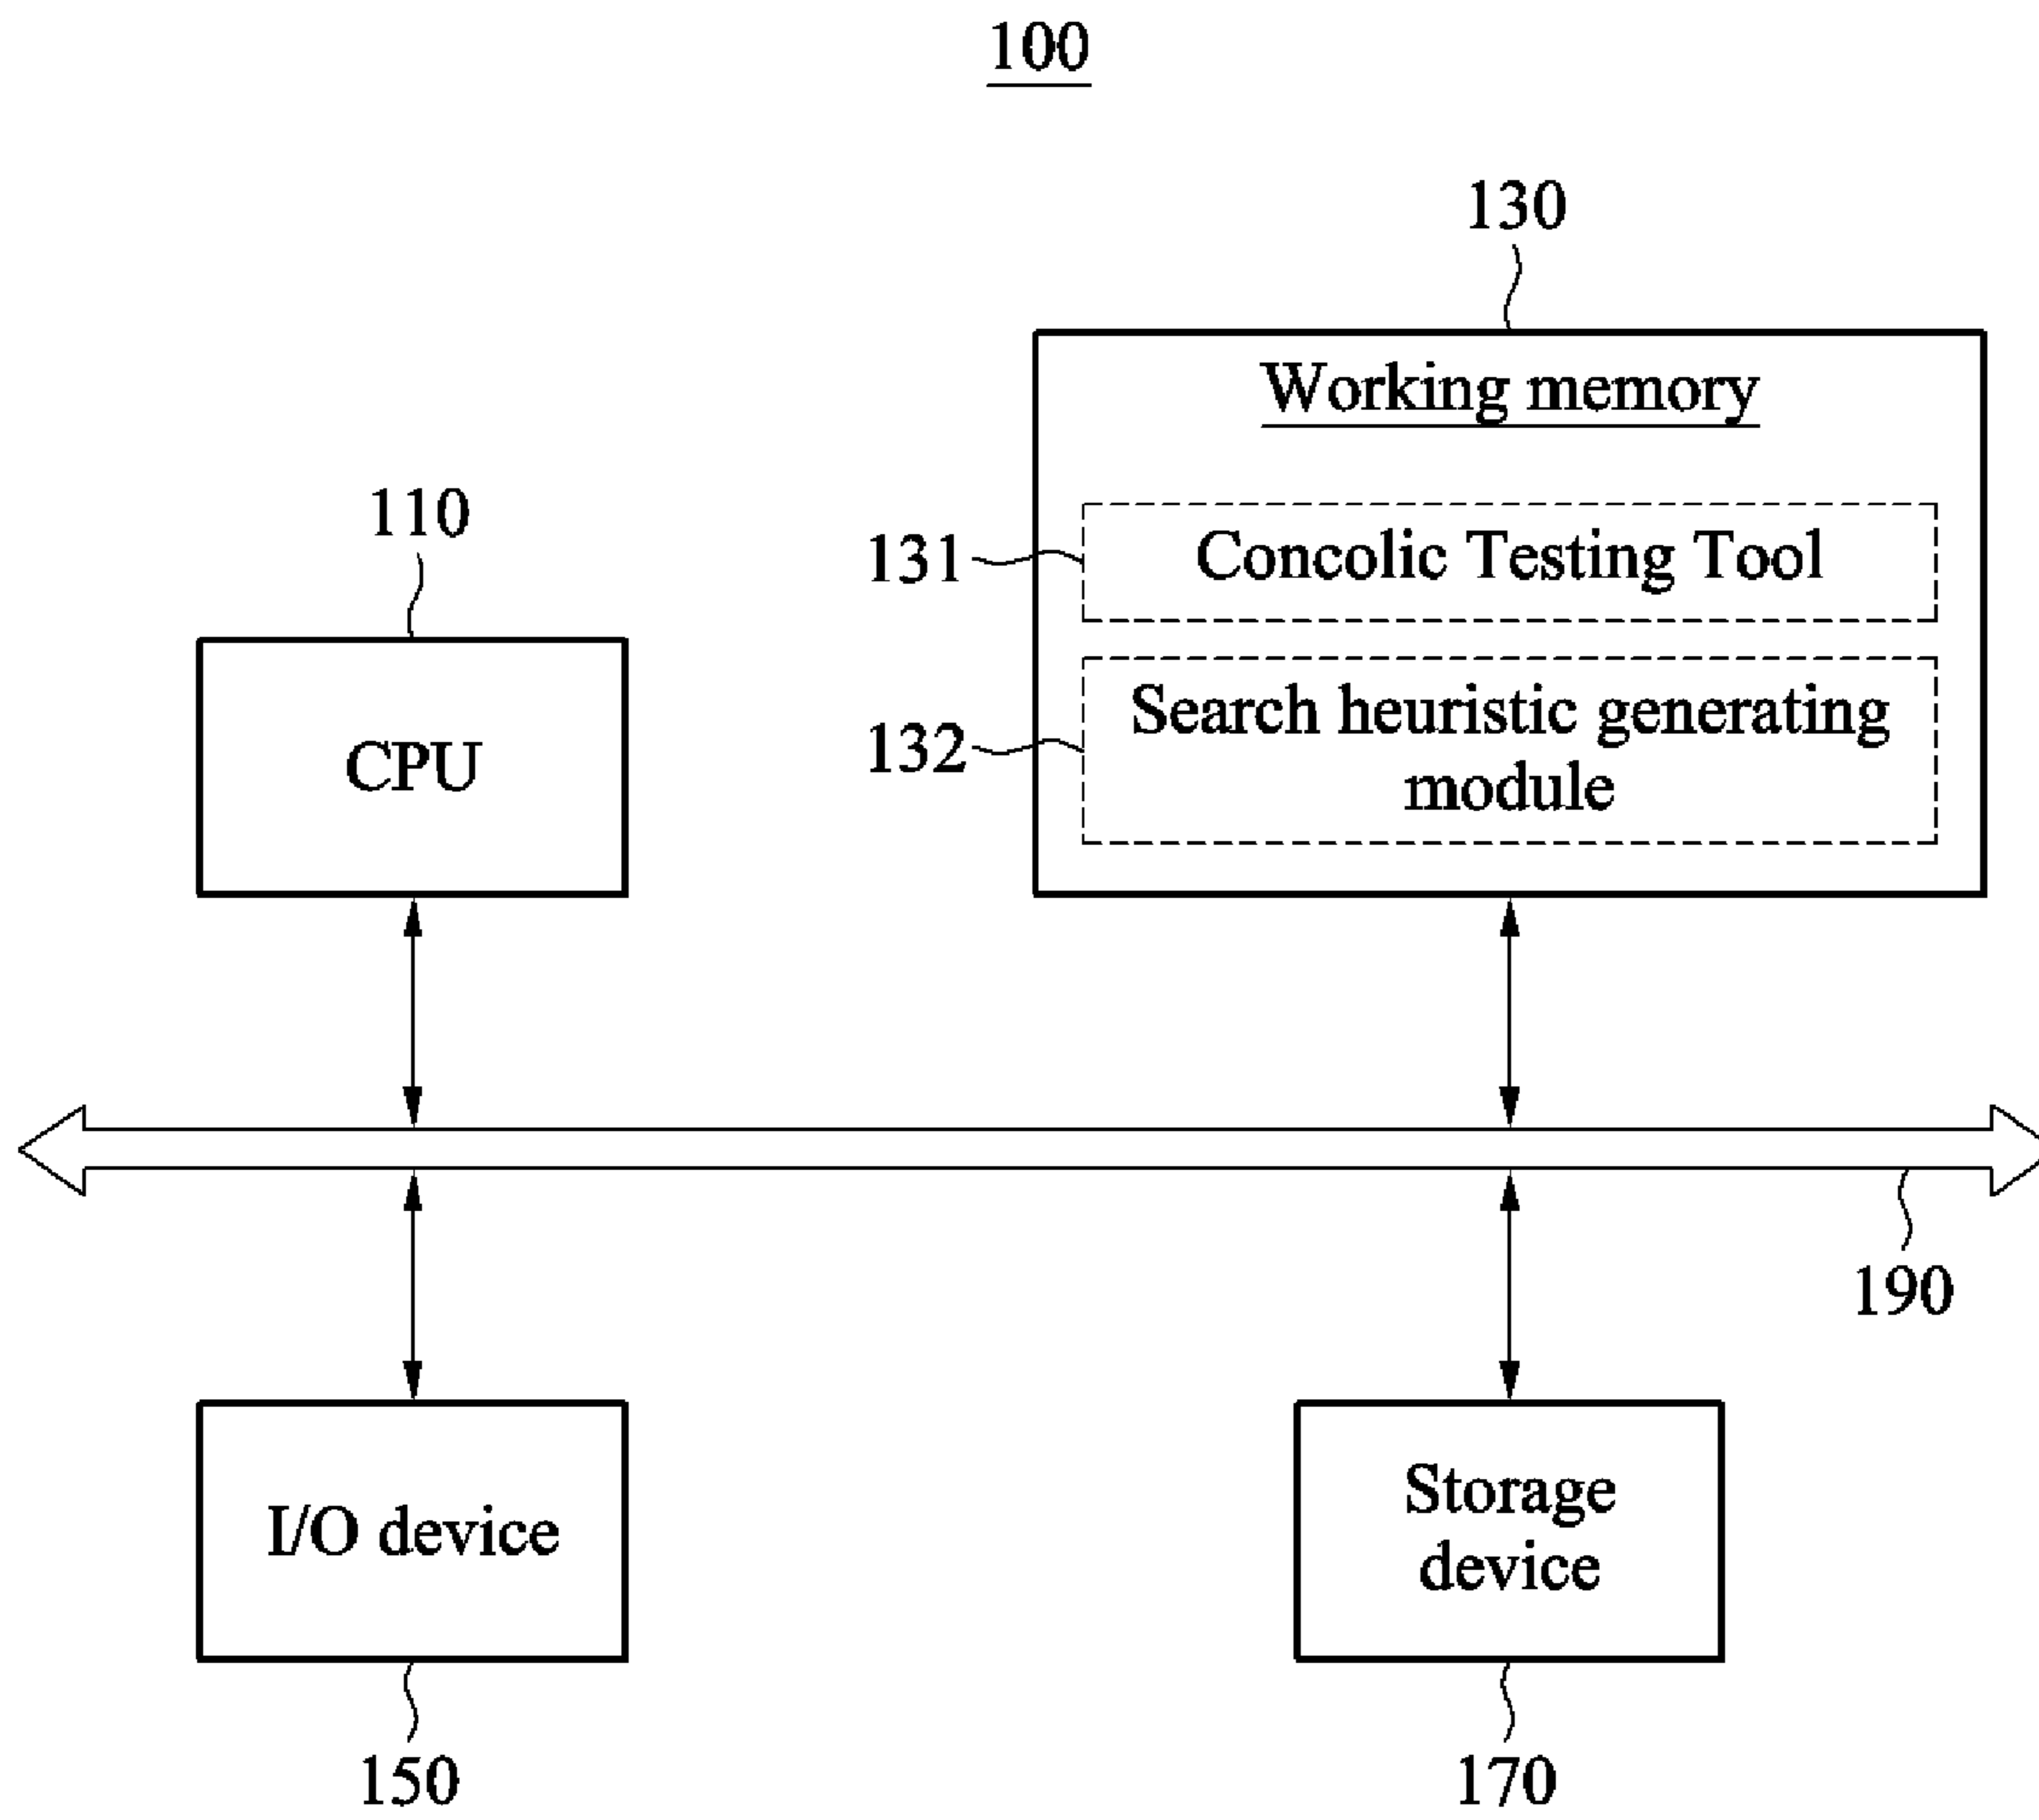 100
130
Working memory
110
131
Concolic Testing Tool
132
Search heuristic generating
module
CPU
190
I/O device
Storage
device
150
170